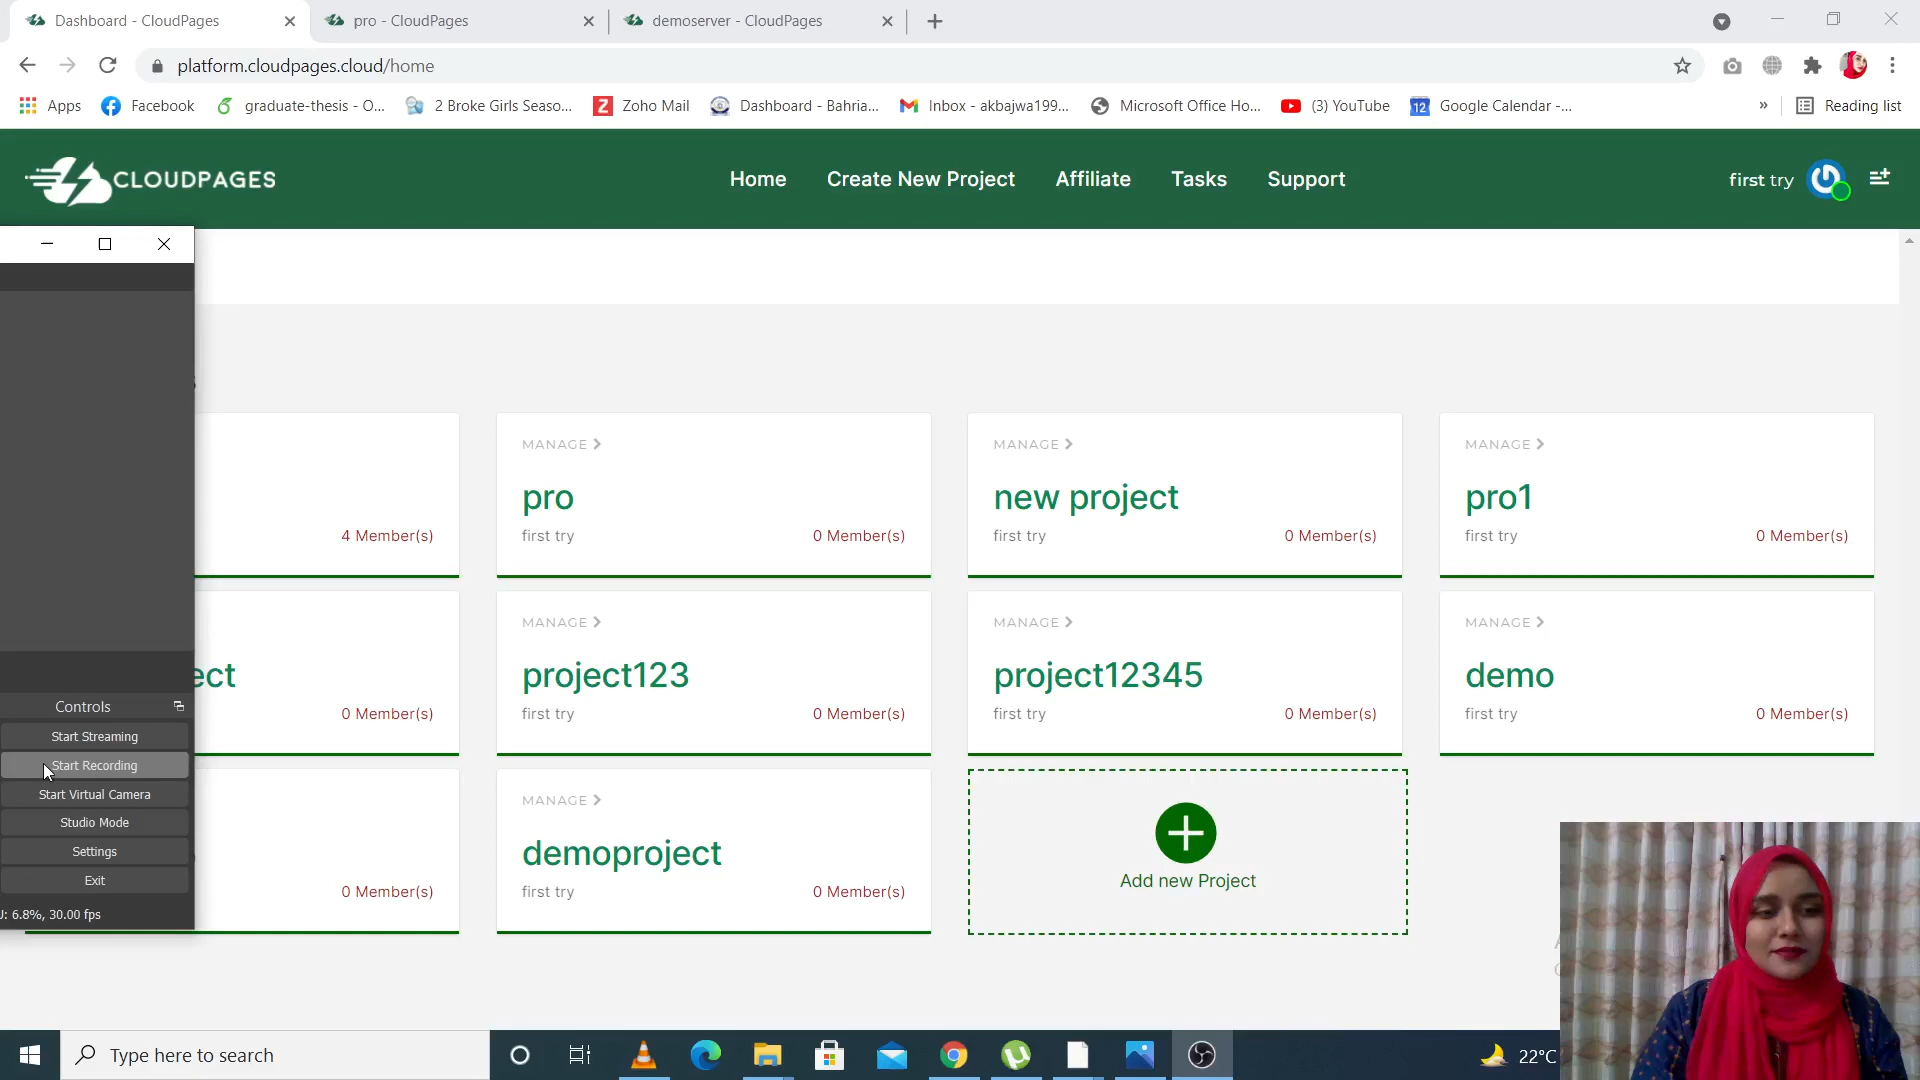 Dashboard - CloudPages
pro - CloudPages
demoserver - CloudPages
platform.cloudpages.cloud/home
Apps
Facebook
graduate-thesis - O...
2 Broke Girls Seaso...
Zoho Mail
Dashboard - Bahria...
Inbox - akbajwa199...
Microsoft Office Ho...
(3) YouTube
Google Calendar -...
»
Reading list
CLOUDPAGES
Home
Create New Project
Affiliate
Tasks
Support
first try
4 Member(s)
MANAGE
pro
first try
0 Member(s)
MANAGE
new project
first try
0 Member(s)
MANAGE
pro1
first try
0 Member(s)
ect
0 Member(s)
MANAGE
project123
first try
0 Member(s)
MANAGE
project12345
first try
0 Member(s)
MANAGE
demo
first try
0 Member(s)
0 Member(s)
MANAGE
demoproject
first try
0 Member(s)
Add new Project
Controls
Start Streaming
Start Recording
Start Virtual Camera
Studio Mode
Settings
Exit
6.8%, 30.00 fps
Type here to search
22°C